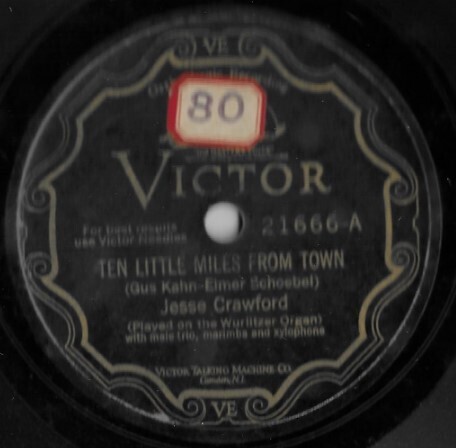 VE
80
VICTOR
For best results
use Victor Needles
21666-A
TEN LITTLE MILES FROM TOWN
(Gus Kahn-Elmer Schoebel)
Jesse Crawford
(Played on the Wurlitzer Organ)
with male trio, marimba and xylophone
VICTOR TALKING MACHINE CO.
Camden, N.J.
VE